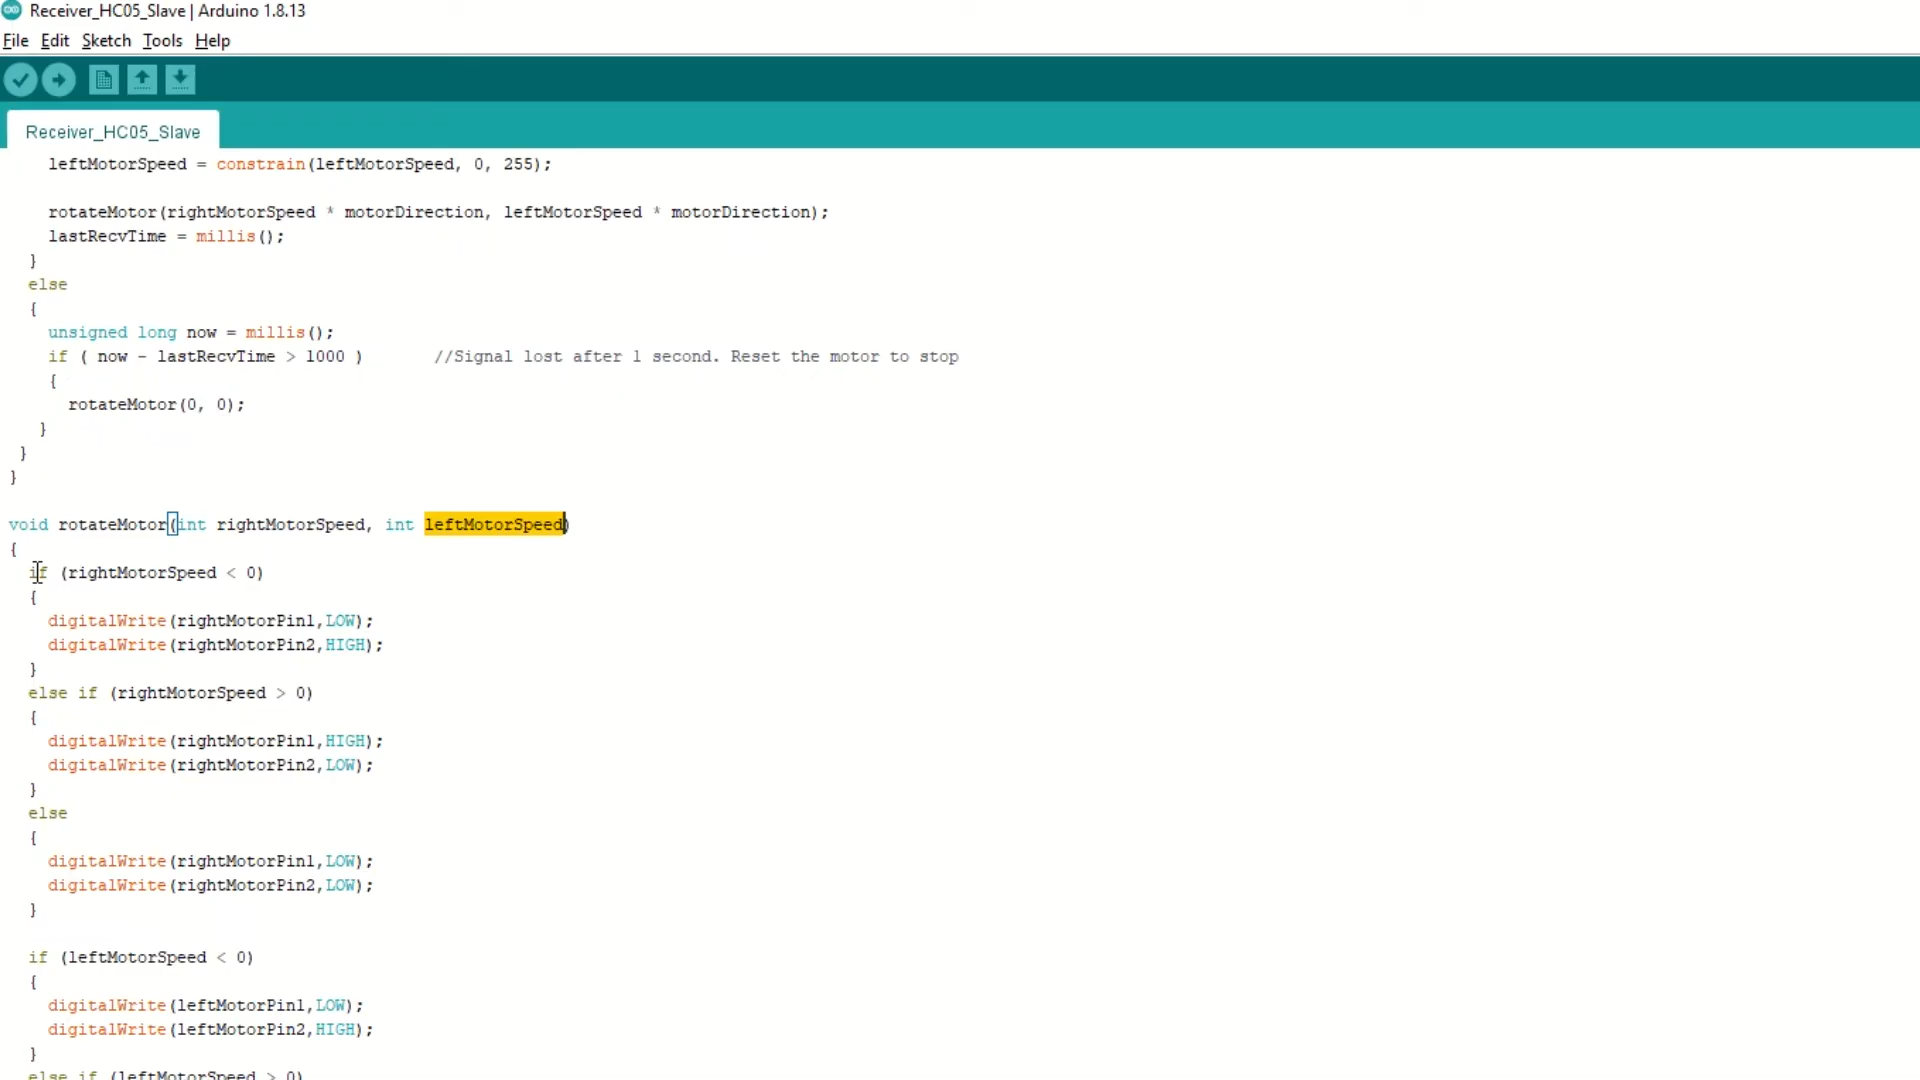 Receiver_HC05_Slave | Arduino 1.8.13
File Edit Sketch Tools Help
Receiver_HC05_Slave
leftMotorSpeed = constrain(leftMotorSpeed, 0, 255);
rotateMotor(rightMotorSpeed * motorDirection, leftMotorSpeed * motorDirection);
lastRecvTime = millis();
}
else
{
unsigned long now = millis();
if ( now - lastRecvTime > 1000 ) //Signal lost after 1 second. Reset the motor to stop
{
rotateMotor(0, 0);
}
}
}
void rotateMotor(int rightMotorSpeed, int leftMotorSpeed)
{
if (rightMotorSpeed < 0)
{
digitalWrite(rightMotorPin1,LOW);
digitalWrite(rightMotorPin2,HIGH);
}
else if (rightMotorSpeed > 0)
{
digitalWrite(rightMotorPin1,HIGH);
digitalWrite(rightMotorPin2,LOW);
}
else
{
digitalWrite(rightMotorPin1,LOW);
digitalWrite(rightMotorPin2,LOW);
}
if (leftMotorSpeed < 0)
{
digitalWrite(leftMotorPin1,LOW);
digitalWrite(leftMotorPin2,HIGH);
}
else if (leftMotorSpeed > 0)